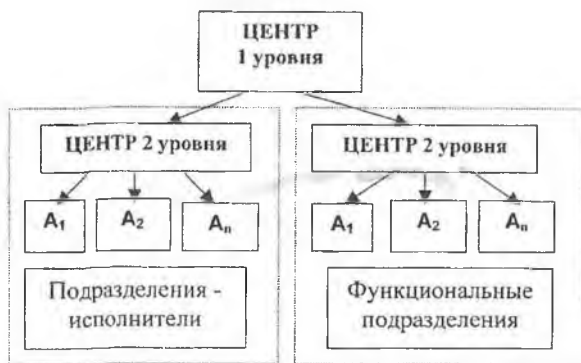 ЦЕНТР
1 уровня
ЦЕНТР 2 уровня
ЦЕНТР 2 уровня
A₁ A₂ Aₙ
A₁ A₂ Aₙ
Подразделения -
исполнители
Функциональные
подразделения